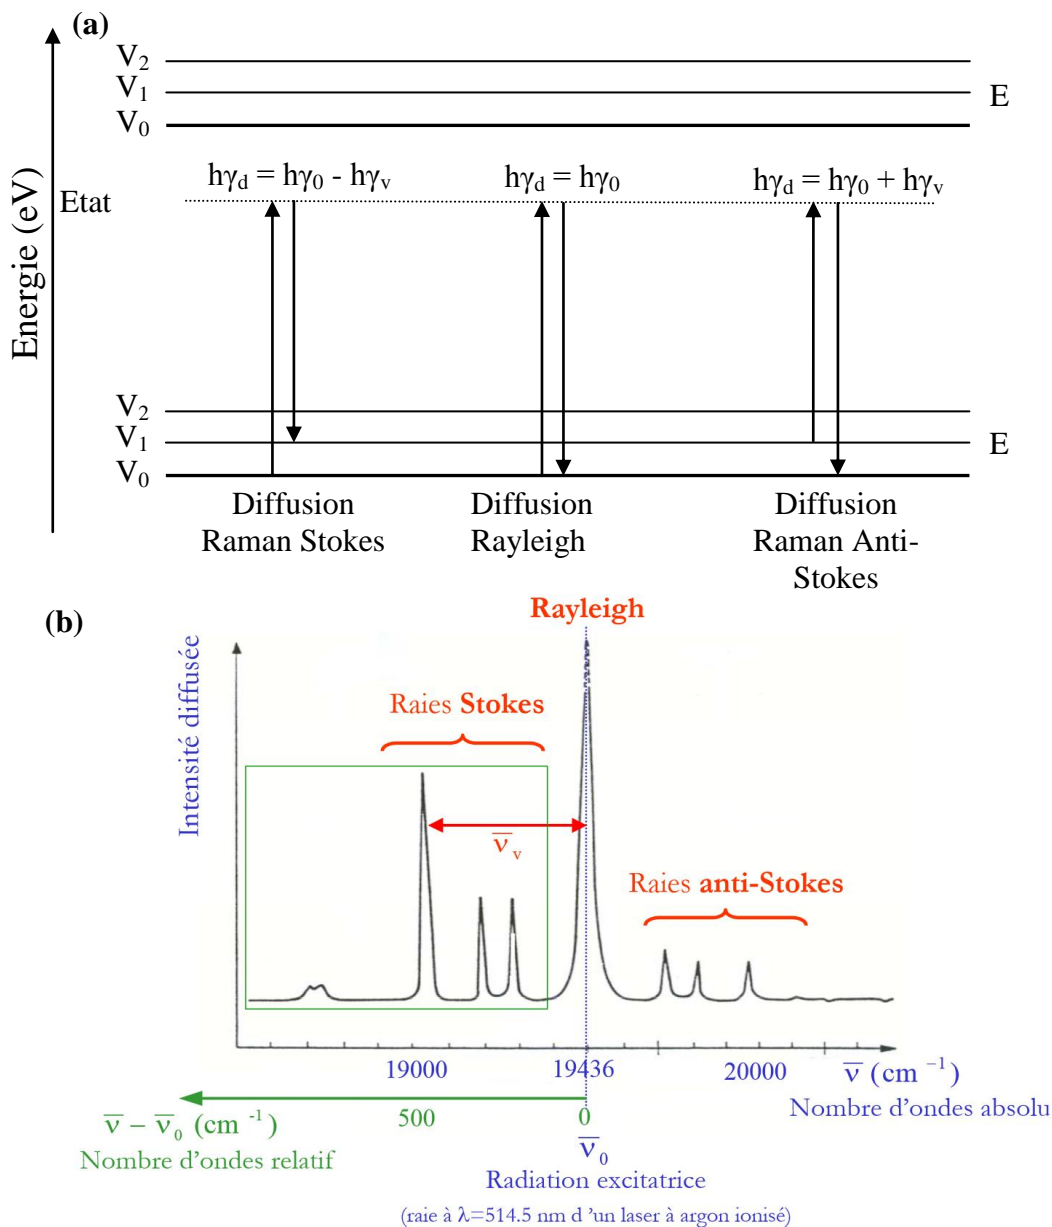 (a)
V2
V1
E
V0
hγd = hγ0 - hγv
hγd = hγ0
hγd = hγ0 + hγv
Etat
Energie (eV)
V2
V1
E
V0
Diffusion
Raman Stokes
Diffusion
Rayleigh
Diffusion
Raman Anti-
Stokes
(b)
Rayleigh
Intensité diffusée
Raies Stokes
ν̅v
Raies anti-Stokes
19000
19436
20000
ν̅ (cm⁻¹)
Nombre d'ondes absolu
ν̅ – ν̅0 (cm⁻¹)
500
0
Nombre d'ondes relatif
ν̅0
Radiation excitatrice
(raie à λ=514.5 nm d 'un laser à argon ionisé)